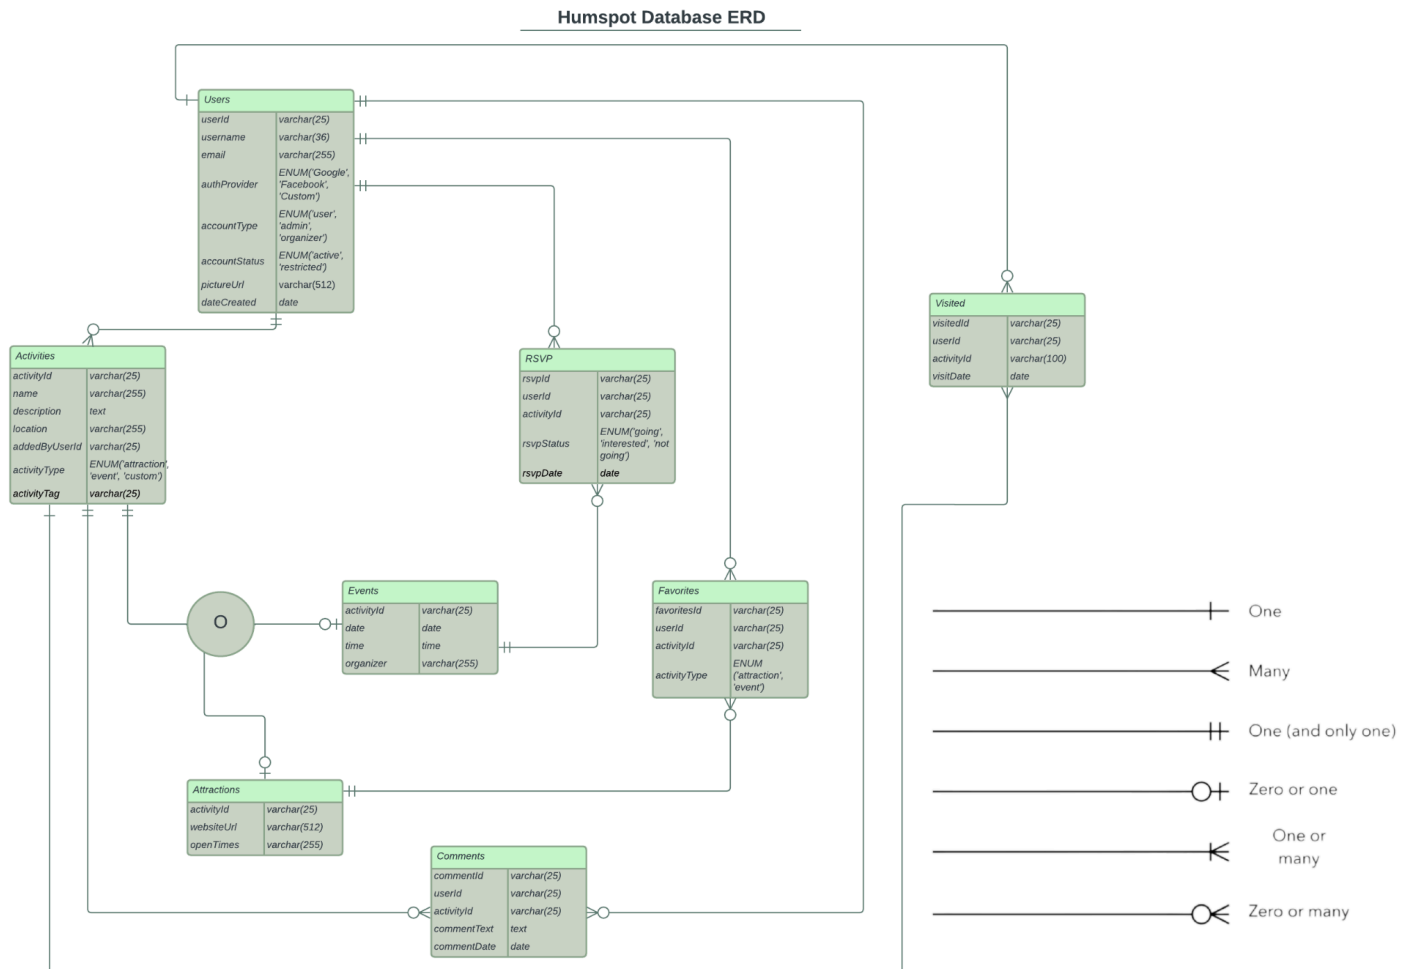 Humspot Database ERD
Users
userId varchar(25)
username varchar(36)
email varchar(255)
authProvider ENUM('Google',
'Facebook',
'Custom')
accountType ENUM('user',
'admin',
'organizer')
accountStatus ENUM('active',
'restricted')
pictureUrl varchar(512)
dateCreated date
Activities
activityId varchar(25)
name varchar(255)
description text
location varchar(255)
addedByUserId varchar(25)
activityType ENUM('attraction',
'event', 'custom')
activityTag varchar(25)
RSVP
rsvpId varchar(25)
userId varchar(25)
activityId varchar(25)
rsvpStatus ENUM('going',
'interested', 'not
going')
rsvpDate date
Visited
visitedId varchar(25)
userId varchar(25)
activityId varchar(100)
visitDate date
O
Events
activityId varchar(25)
date date
time time
organizer varchar(255)
Favorites
favoritesId varchar(25)
userId varchar(25)
activityId varchar(25)
activityType ENUM
('attraction',
'event')
Attractions
activityId varchar(25)
websiteUrl varchar(512)
openTimes varchar(255)
Comments
commentId varchar(25)
userId varchar(25)
activityId varchar(25)
commentText text
commentDate date
One
Many
One (and only one)
Zero or one
One or
many
Zero or many